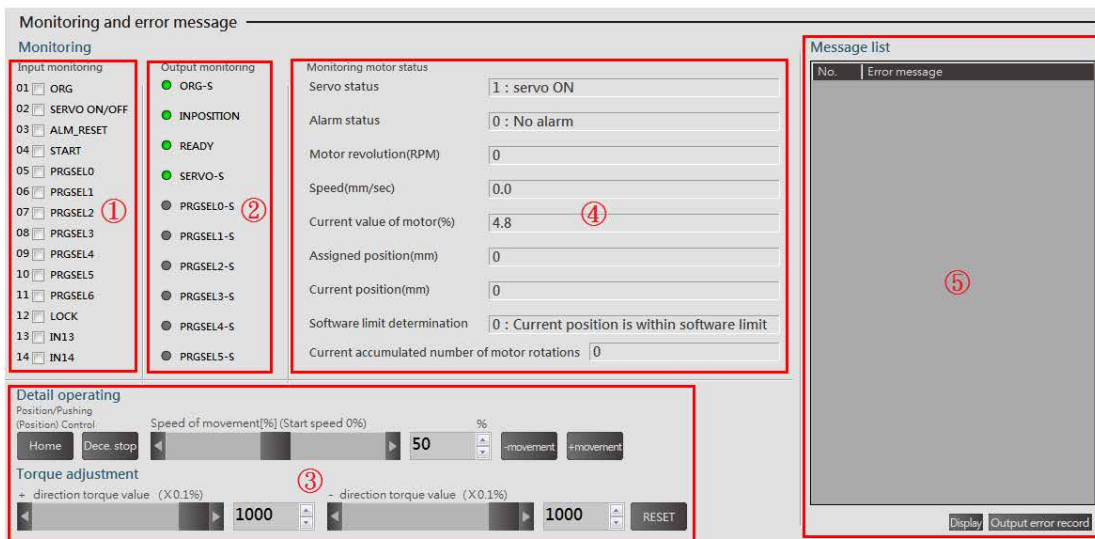 Monitoring and error message
Monitoring
Input monitoring
01 ORG
02 SERVO ON/OFF
03 ALM_RESET
04 START
05 PRGSEL0
06 PRGSEL1
07 PRGSEL2
08 PRGSEL3
09 PRGSEL4
10 PRGSEL5
11 PRGSEL6
12 LOCK
13 IN13
14 IN14
①
Output monitoring
ORG-S
INPOSITION
READY
SERVO-S
PRGSEL0-S
PRGSEL1-S
PRGSEL2-S
PRGSEL3-S
PRGSEL4-S
PRGSEL5-S
②
Monitoring motor status
Servo status 1 : servo ON
Alarm status 0 : No alarm
Motor revolution(RPM) 0
Speed(mm/sec) 0.0
Current value of motor(%) 4.8
Assigned position(mm) 0
Current position(mm) 0
Software limit determination 0 : Current position is within software limit
Current accumulated number of motor rotations 0
④
Message list
No. Error message
⑤
Display Output error record
Detail operating
Position/Pushing
(Position) Control
Speed of movement[%] (Start speed 0%) %
Home Dece. stop 50 -movement +movement
Torque adjustment
③
+ direction torque value (X0.1%) - direction torque value (X0.1%)
1000 1000 RESET